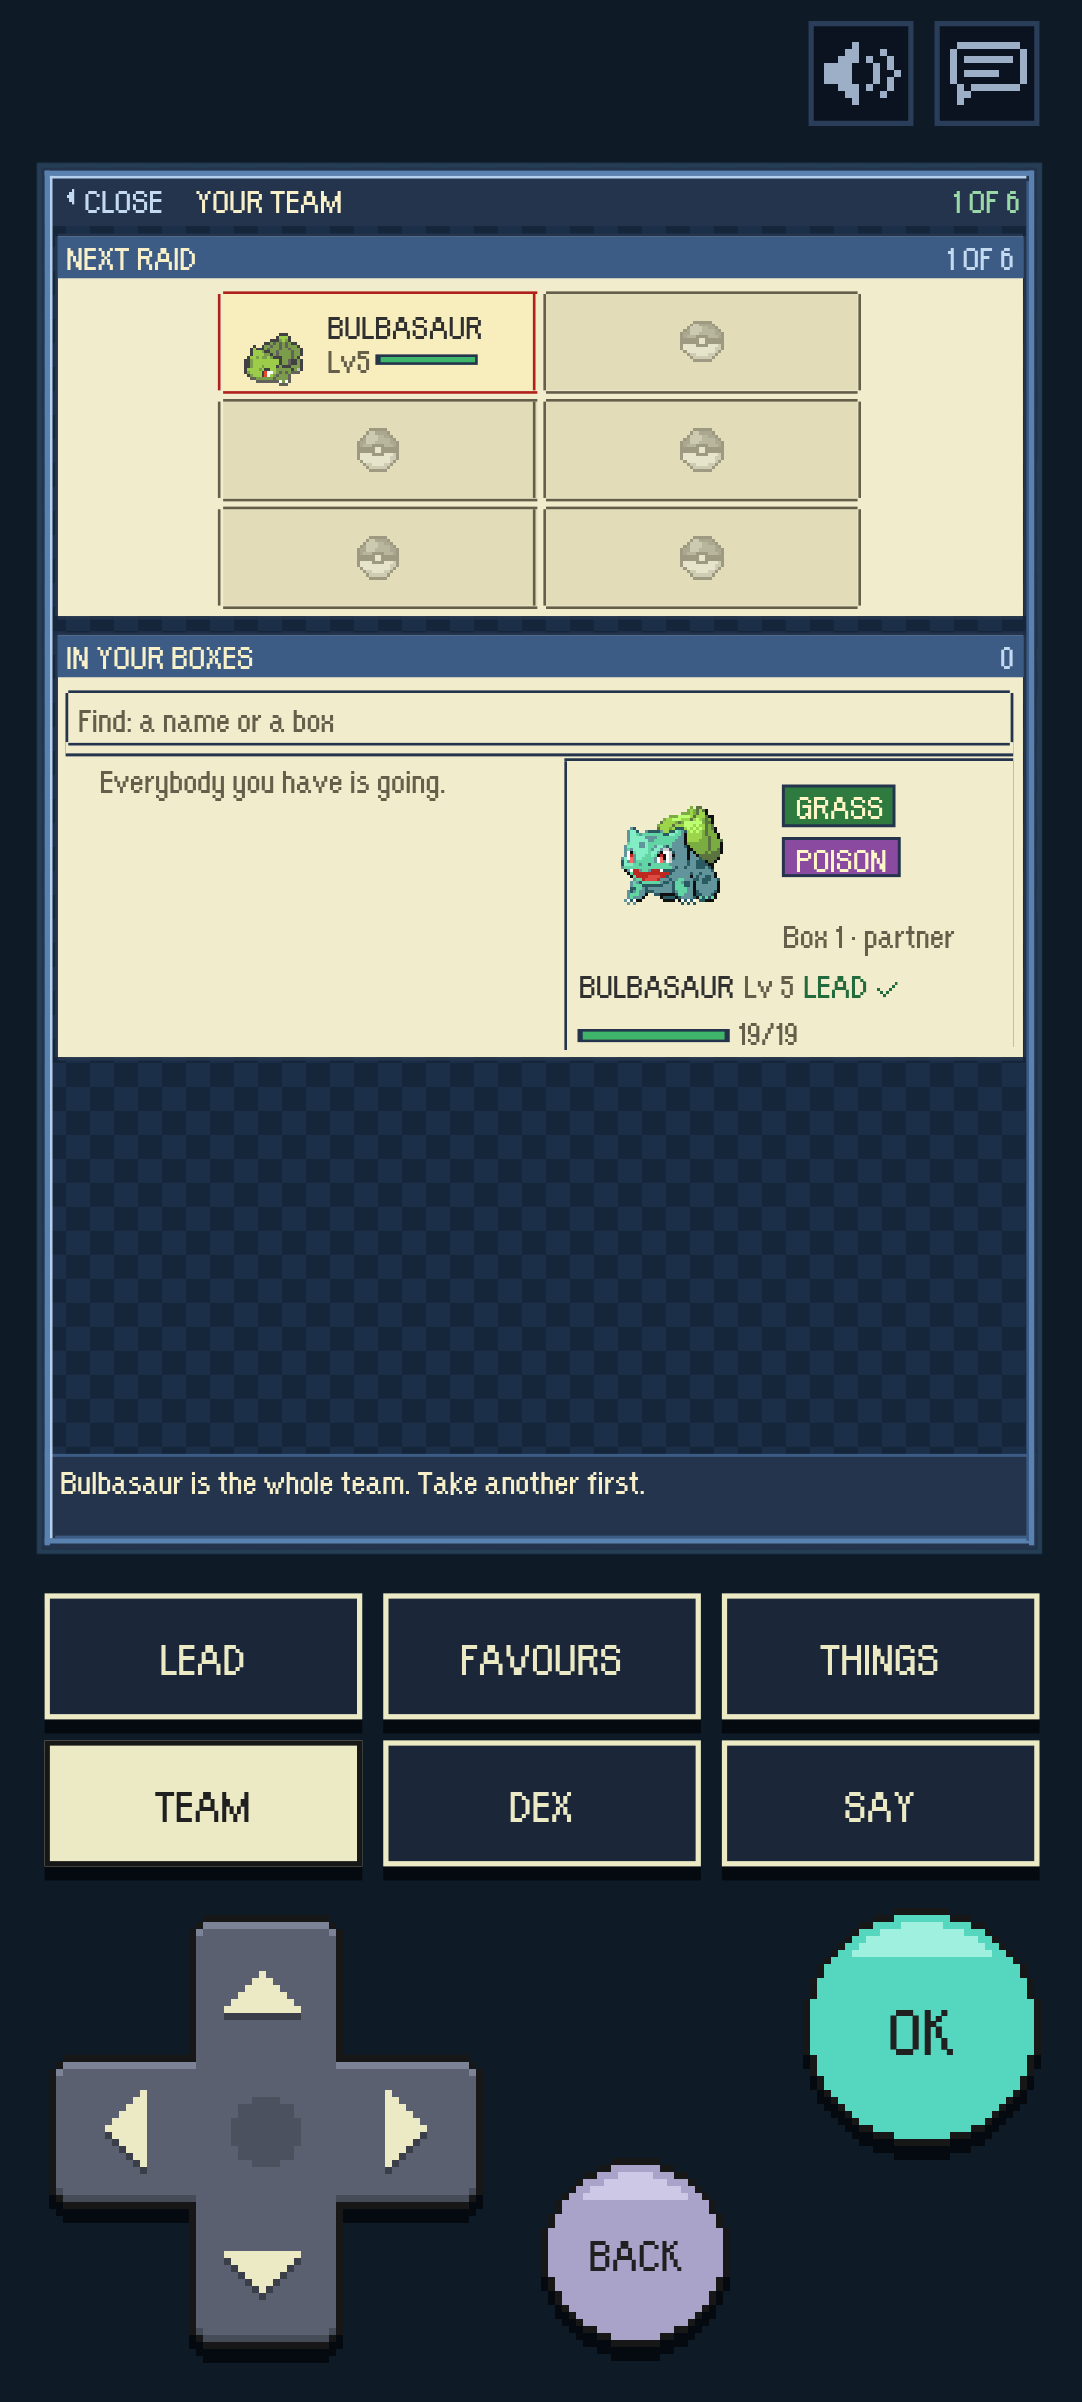 CLOSE YOUR TEAM 1 OF 6
NEXT RAID 1 OF 6
BULBASAUR
Lv5
IN YOUR BOXES 0
Find: a name or a box
Everybody you have is going.
GRASS
POISON
Box 1 · partner
BULBASAUR Lv 5 LEAD ✓
19/19
Bulbasaur is the whole team. Take another first.
LEAD FAVOURS THINGS
TEAM DEX SAY
OK
BACK